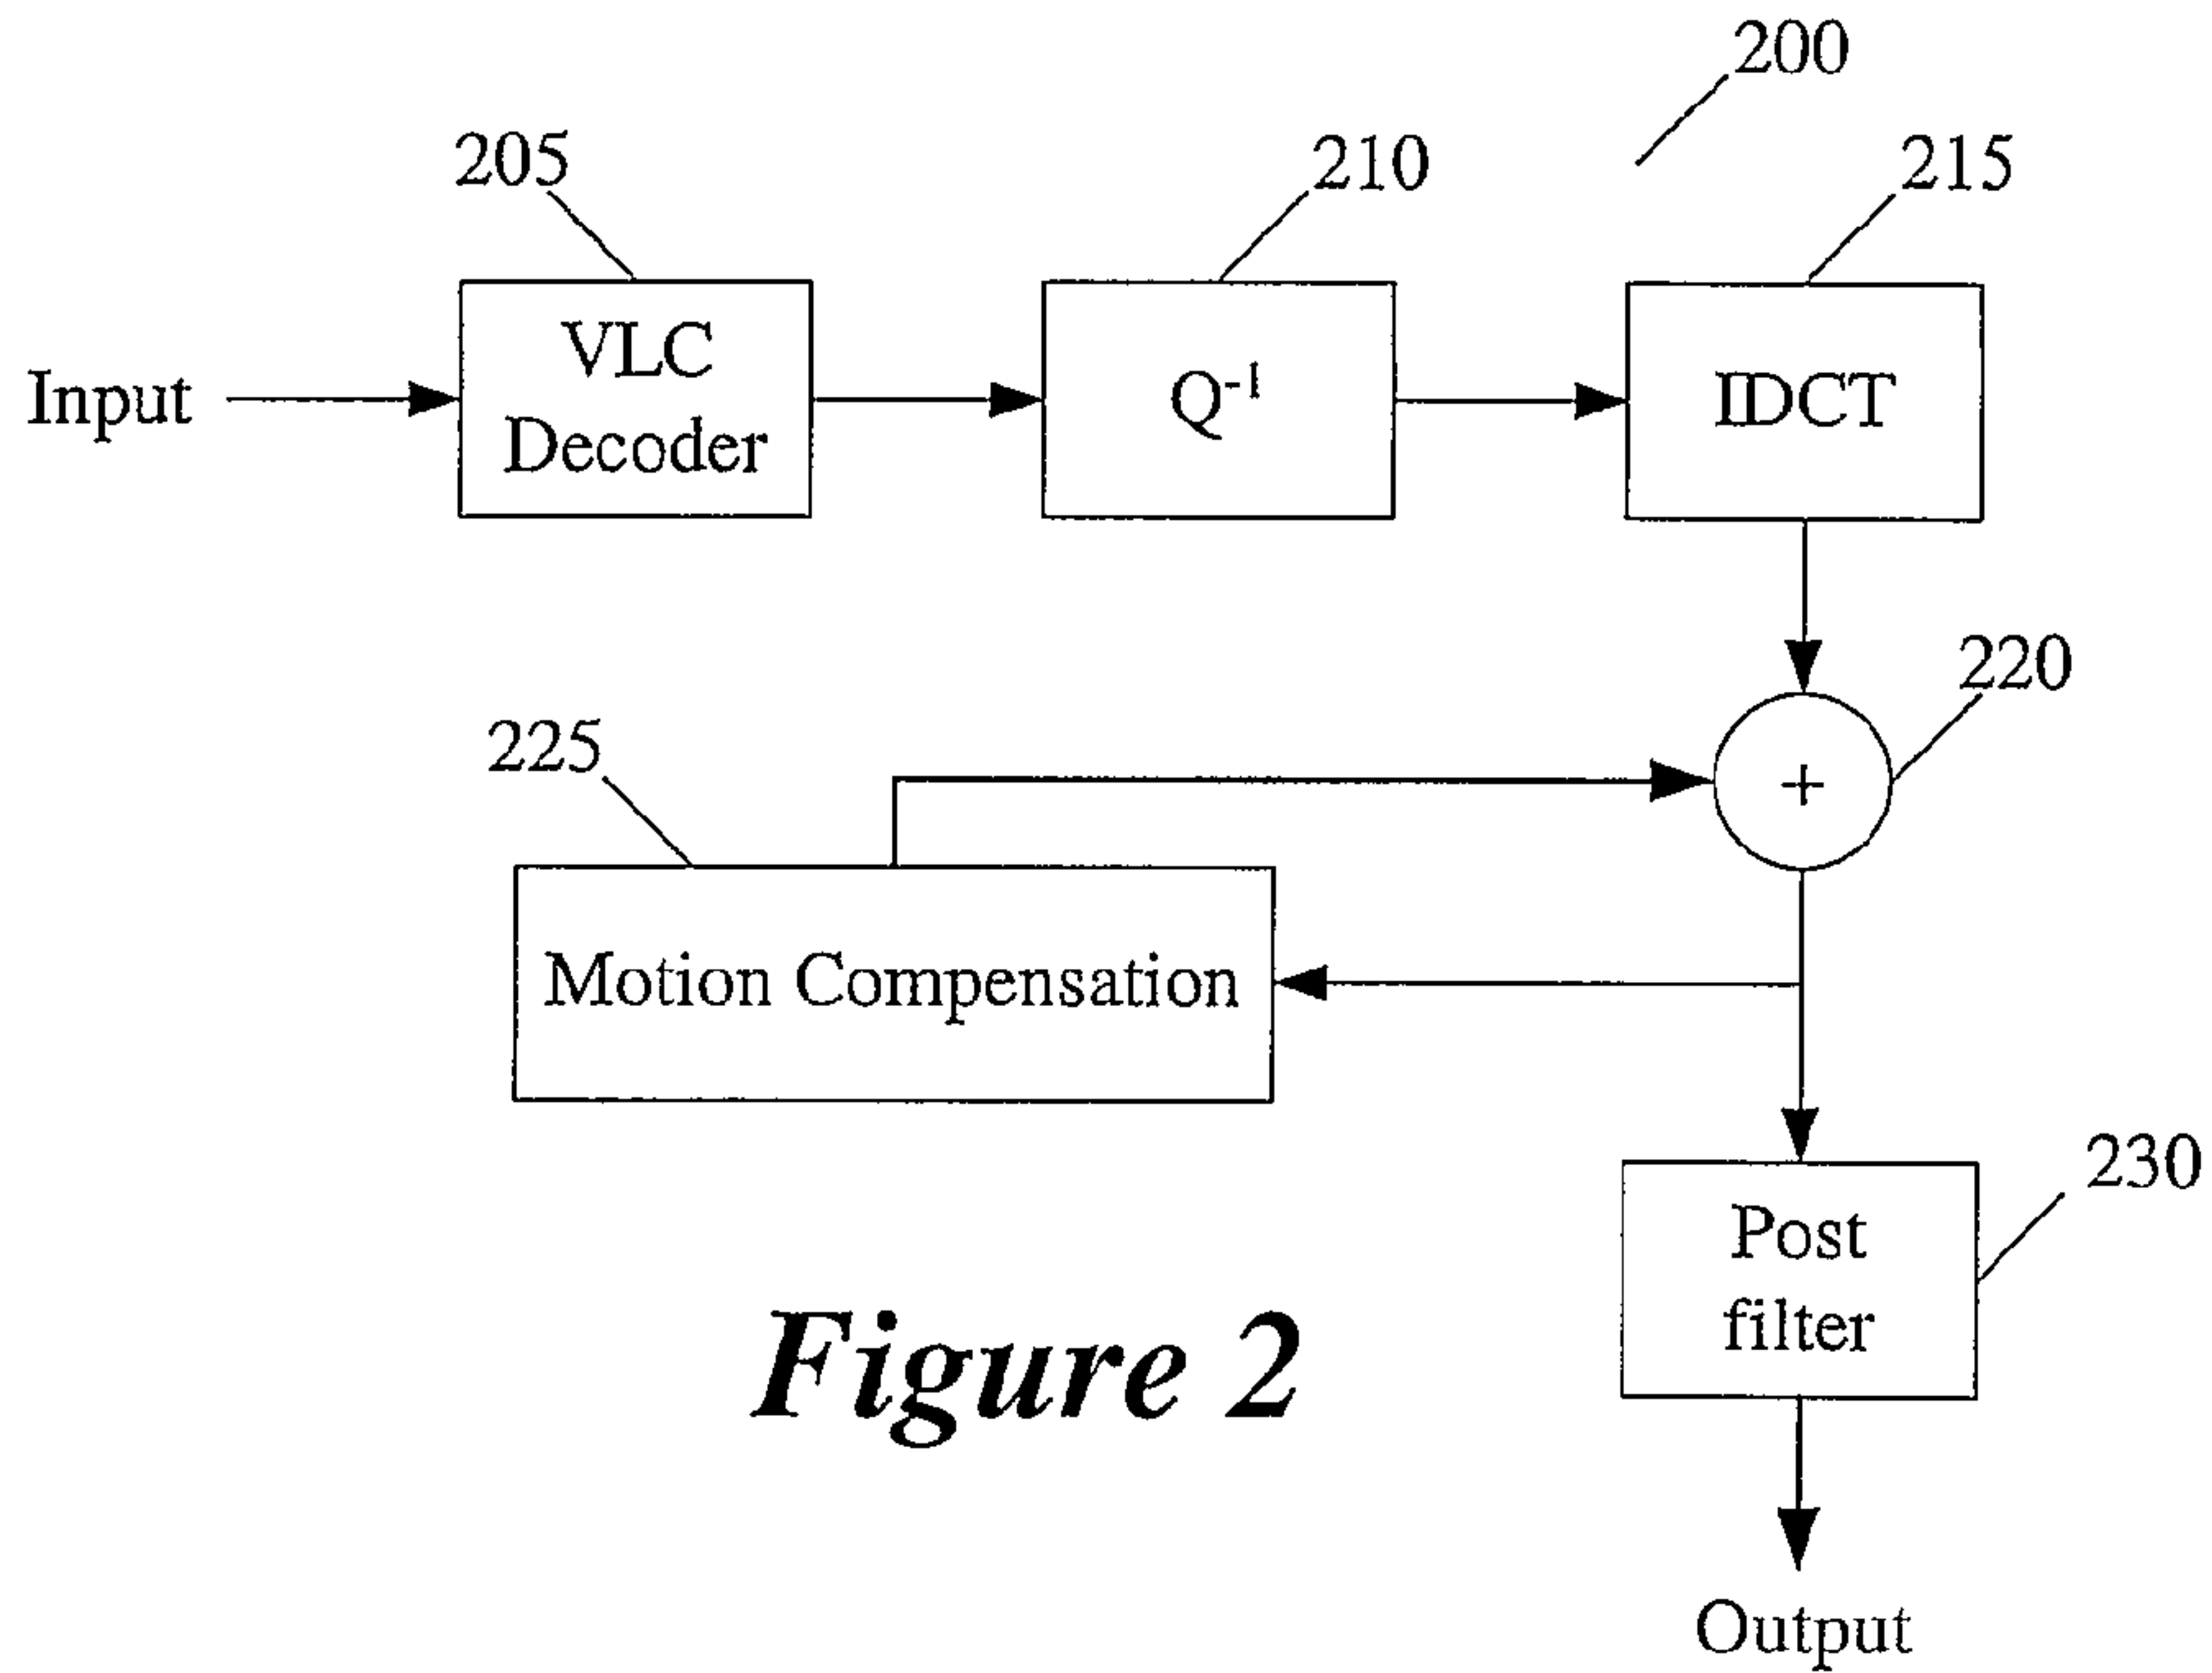 200
205
210
215
Input
VLC
Decoder
Q⁻¹
IDCT
220
225
+
Motion Compensation
230
Post
filter
Figure 2
Output